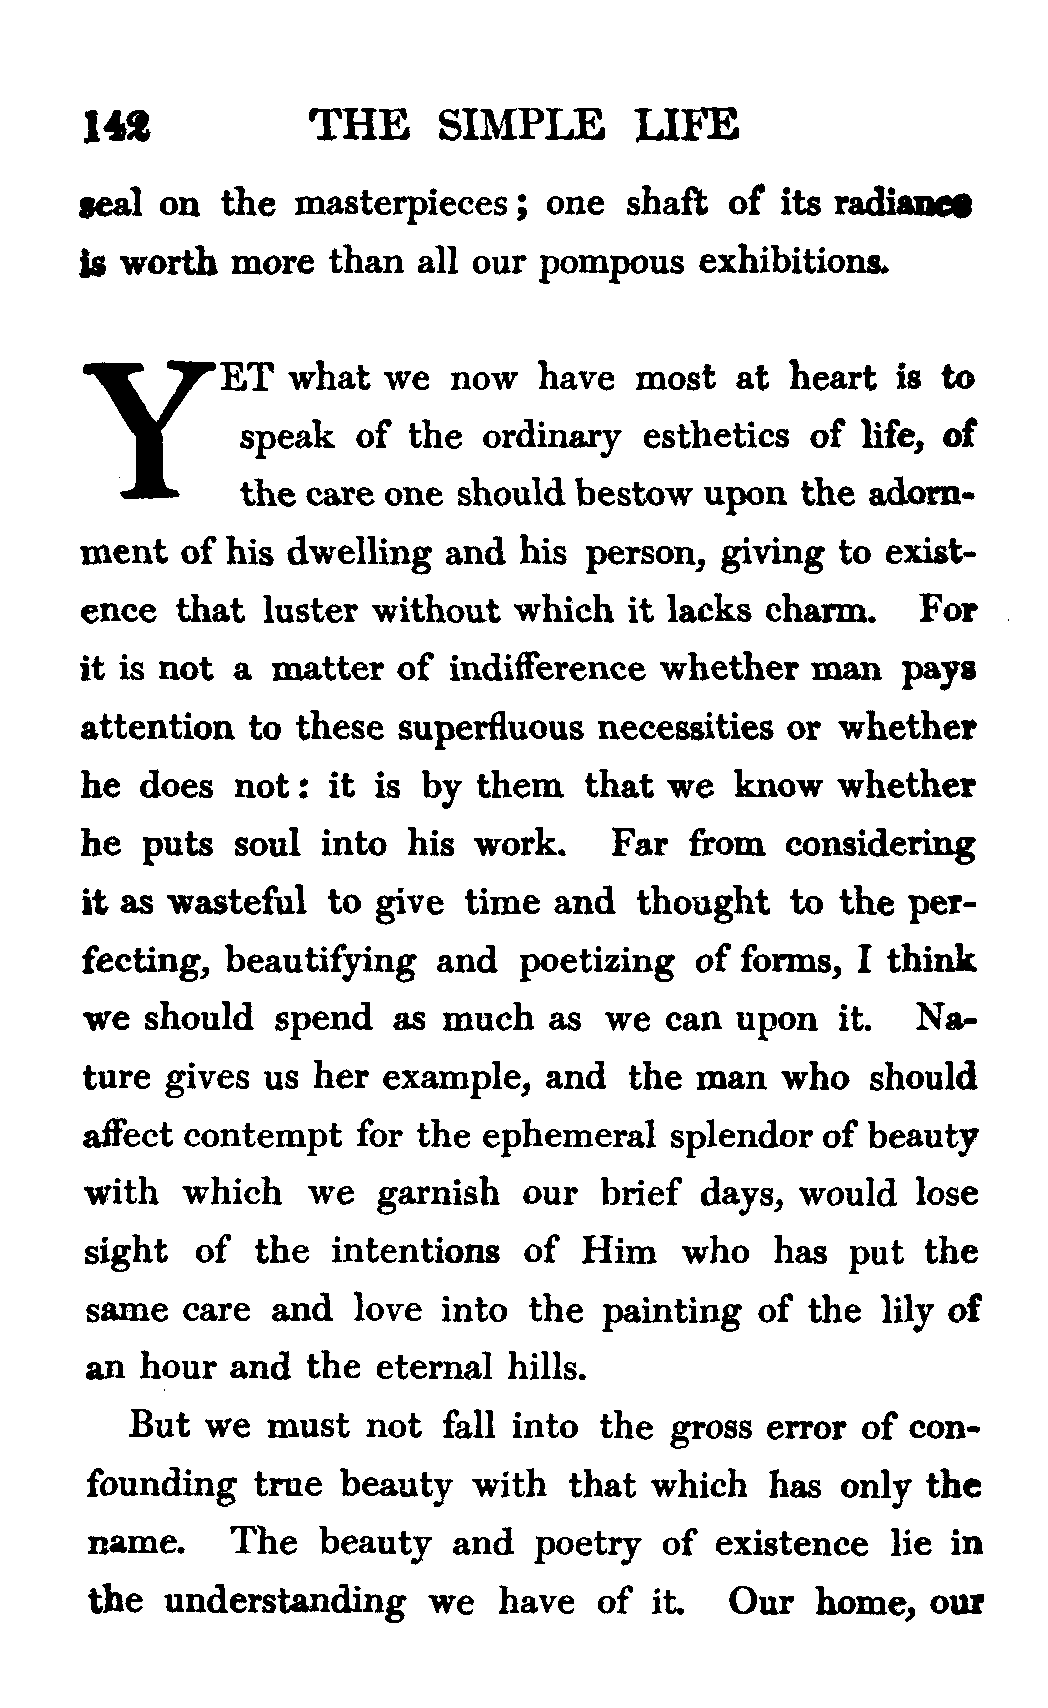 142 THE SIMPLE LIFE
seal on the masterpieces; one shaft of its radiance
is worth more than all our pompous exhibitions.
YET what we now have most at heart is to
speak of the ordinary esthetics of life, of
the care one should bestow upon the adorn-
ment of his dwelling and his person, giving to exist-
ence that luster without which it lacks charm. For
it is not a matter of indifference whether man pays
attention to these superfluous necessities or whether
he does not: it is by them that we know whether
he puts soul into his work. Far from considering
it as wasteful to give time and thought to the per-
fecting, beautifying and poetizing of forms, I think
we should spend as much as we can upon it. Na-
ture gives us her example, and the man who should
affect contempt for the ephemeral splendor of beauty
with which we garnish our brief days, would lose
sight of the intentions of Him who has put the
same care and love into the painting of the lily of
an hour and the eternal hills.
But we must not fall into the gross error of con-
founding true beauty with that which has only the
name. The beauty and poetry of existence lie in
the understanding we have of it. Our home, our